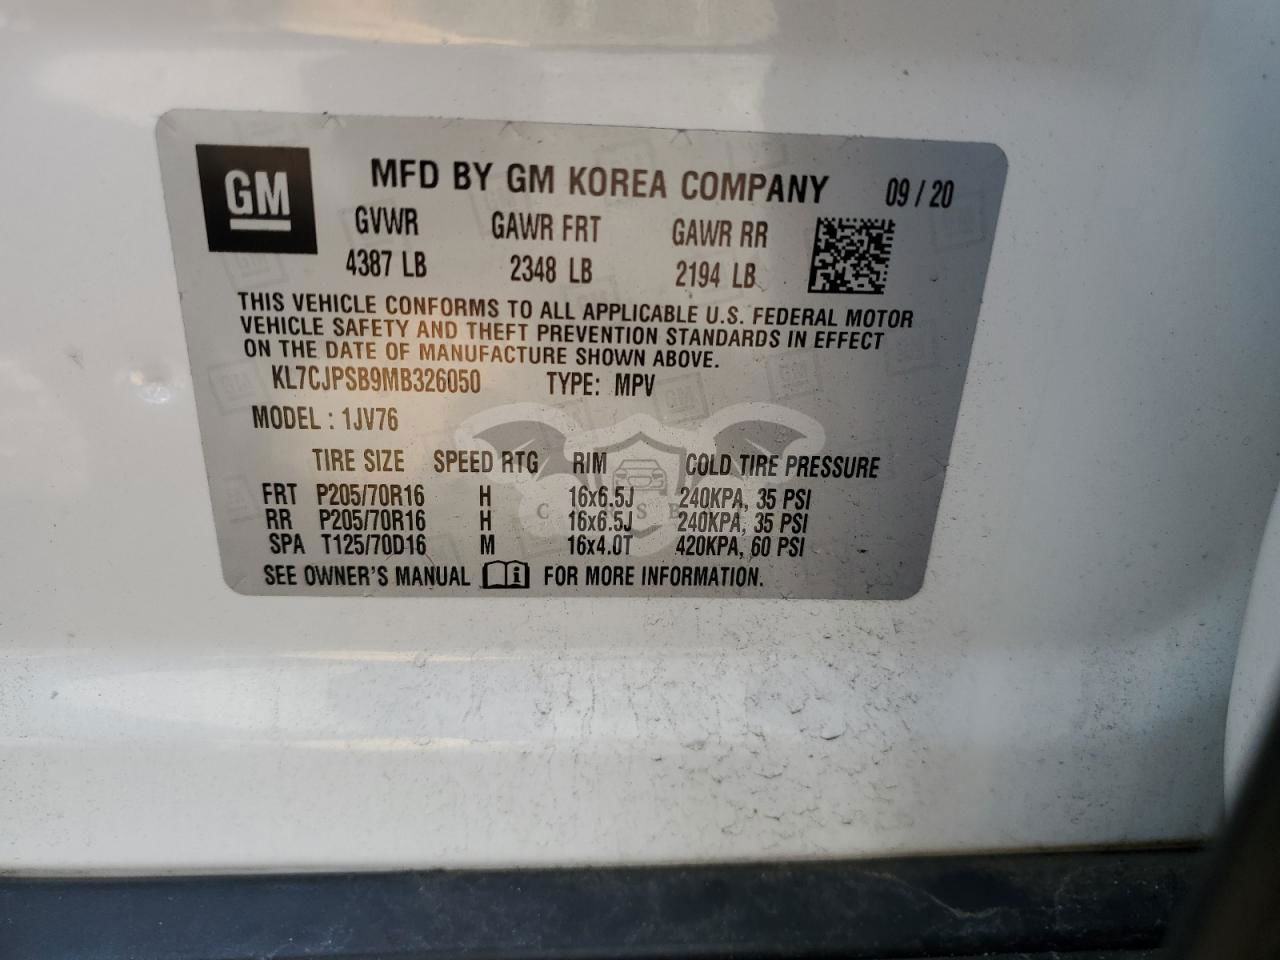 GM
MFD BY GM KOREA COMPANY 09 / 20
GVWR GAWR FRT GAWR RR
4387 LB 2348 LB 2194 LB
THIS VEHICLE CONFORMS TO ALL APPLICABLE U.S. FEDERAL MOTOR
VEHICLE SAFETY AND THEFT PREVENTION STANDARDS IN EFFECT
ON THE DATE OF MANUFACTURE SHOWN ABOVE.
KL7CJPSB9MB326050 TYPE: MPV
MODEL : 1JV76
TIRE SIZE SPEED RTG RIM COLD TIRE PRESSURE
FRT P205/70R16 H 16x6.5J 240KPA, 35 PSI
RR P205/70R16 H 16x6.5J 240KPA, 35 PSI
SPA T125/70D16 M 16x4.0T 420KPA, 60 PSI
SEE OWNER'S MANUAL FOR MORE INFORMATION.